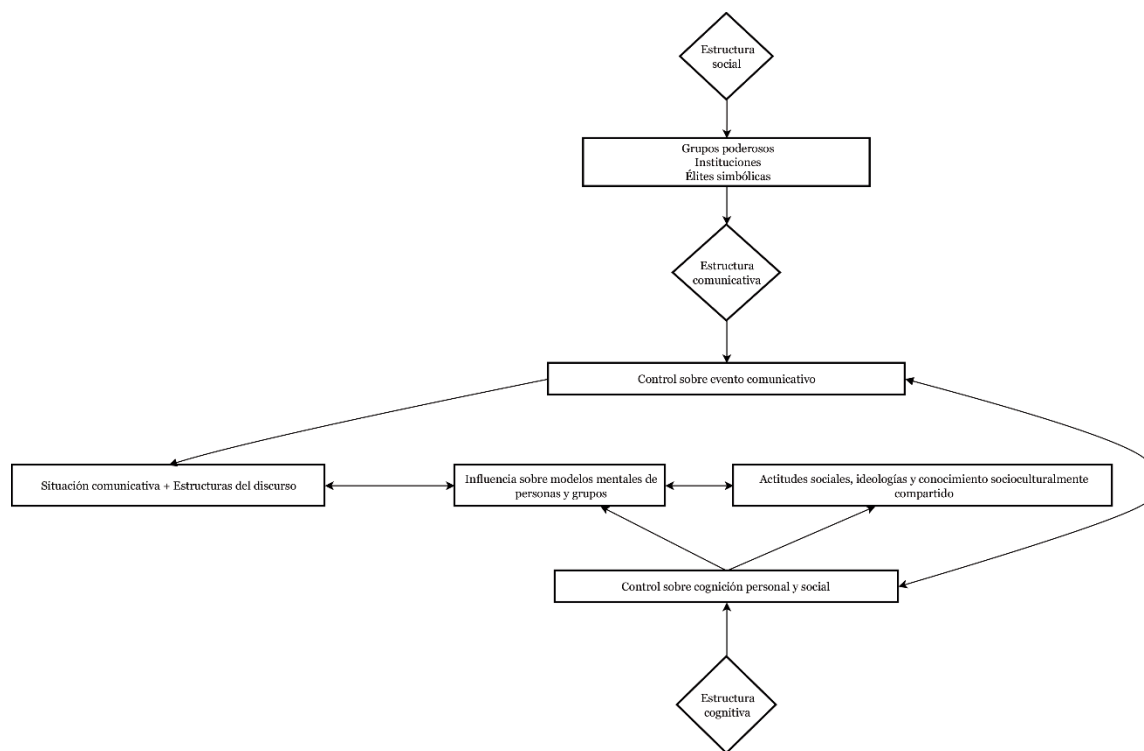 Estructura
social
Grupos poderosos
Instituciones
Élites simbólicas
Estructura
comunicativa
Control sobre evento comunicativo
Situación comunicativa + Estructuras del discurso
Influencia sobre modelos mentales de
personas y grupos
Actitudes sociales, ideologías y conocimiento socioculturalmente
compartido
Control sobre cognición personal y social
Estructura
cognitiva